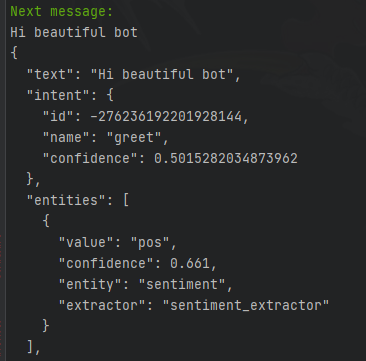 Next message:
Hi beautiful bot
{
  "text": "Hi beautiful bot",
  "intent": {
    "id": -276236192201928144,
    "name": "greet",
    "confidence": 0.5015282034873962
  },
  "entities": [
    {
      "value": "pos",
      "confidence": 0.661,
      "entity": "sentiment",
      "extractor": "sentiment_extractor"
    }
  ],